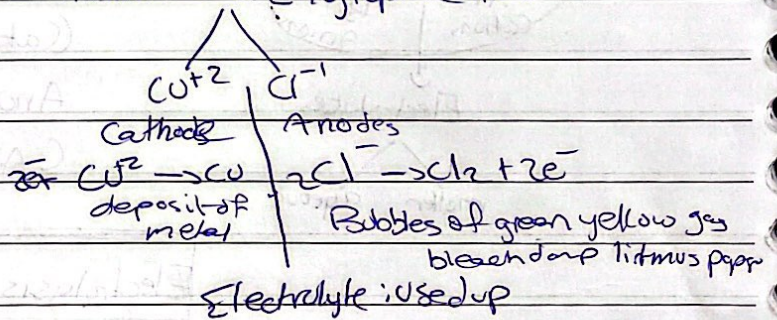 Cu+2 Cl-1
Cathode Anodes
2e+ Cu+2 → Cu 2Cl- → Cl2 + 2e-
deposit of metal
Bubbles of green yellow gas
bleach damp litmus paper
Electrolyte: used up